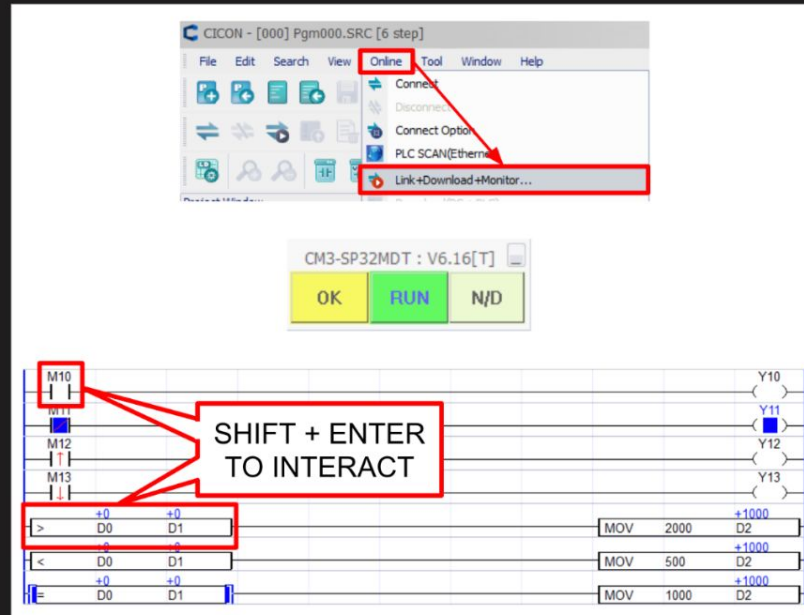 CICON - [000] Pgm000.SRC [6 step]
File Edit Search View Online Tool Window Help
Connect
Disconnect
Connect Option
PLC SCAN(Etherne
Link+Download+Monitor...
CM3-SP32MDT : V6.16[T]
OK RUN N/D
M10 Y10
M11 Y11
M12 Y12
M13 Y13
SHIFT + ENTER
TO INTERACT
+0 +0 +1000
> D0 D1 MOV 2000 D2
+0 +0 +1000
< D0 D1 MOV 500 D2
+0 +0 +1000
= D0 D1 MOV 1000 D2